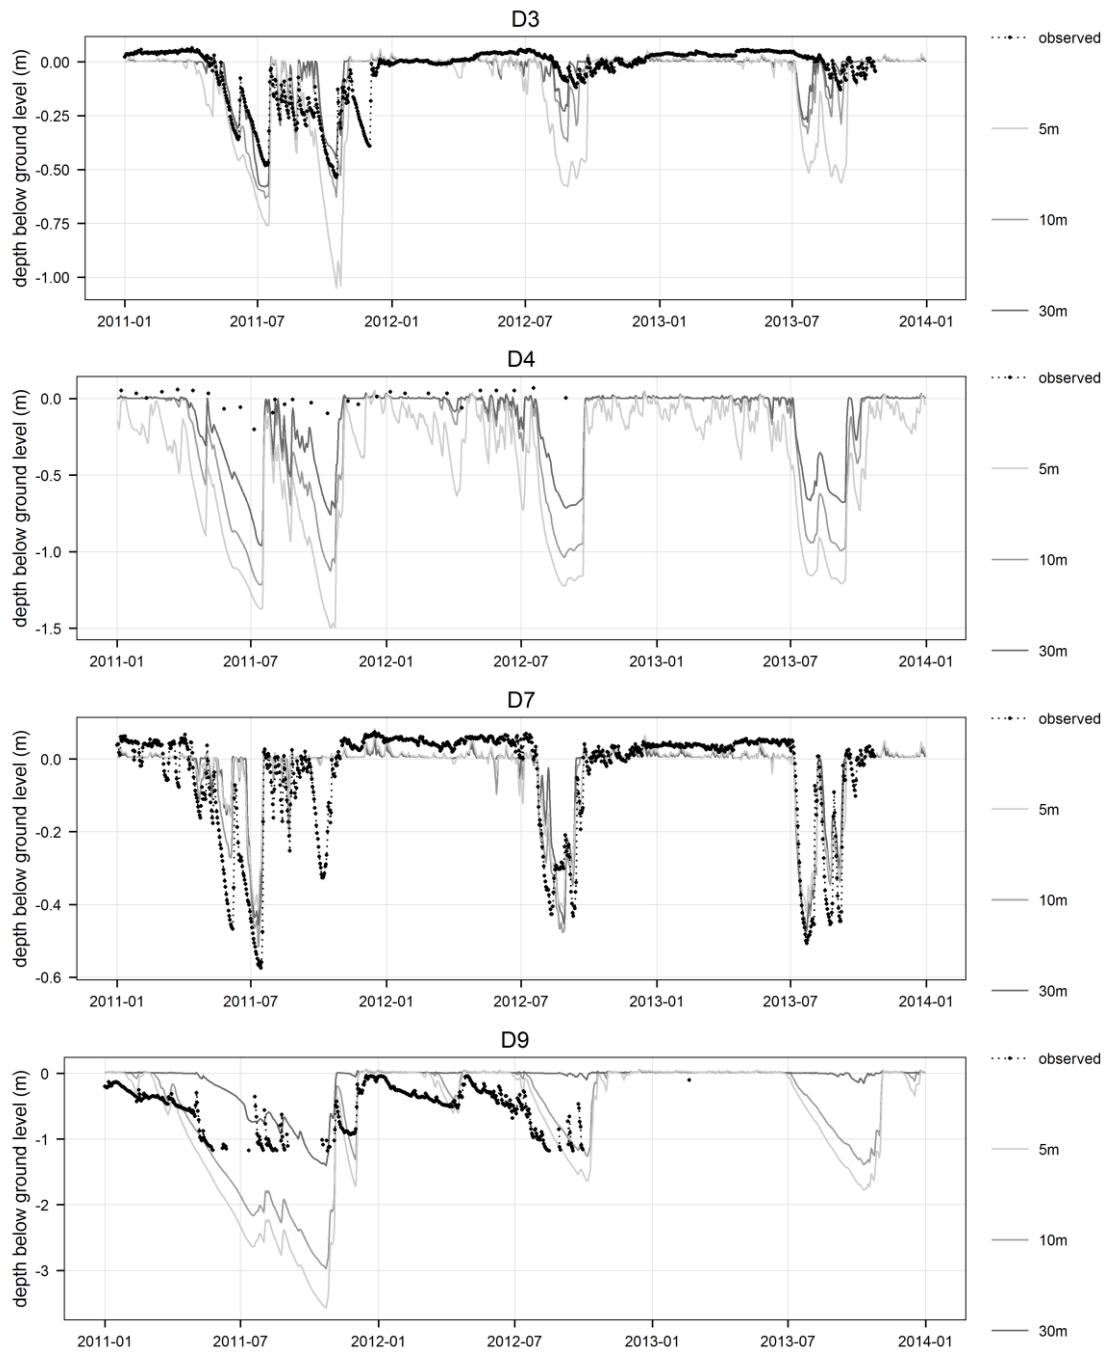 D3
depth below ground level (m)
0.00
-0.25
-0.50
-0.75
-1.00
2011-01 2011-07 2012-01 2012-07 2013-01 2013-07 2014-01
observed
5m
10m
30m
D4
depth below ground level (m)
0.0
-0.5
-1.0
-1.5
2011-01 2011-07 2012-01 2012-07 2013-01 2013-07 2014-01
observed
5m
10m
30m
D7
depth below ground level (m)
0.0
-0.2
-0.4
-0.6
2011-01 2011-07 2012-01 2012-07 2013-01 2013-07 2014-01
observed
5m
10m
30m
D9
depth below ground level (m)
0
-1
-2
-3
2011-01 2011-07 2012-01 2012-07 2013-01 2013-07 2014-01
observed
5m
10m
30m